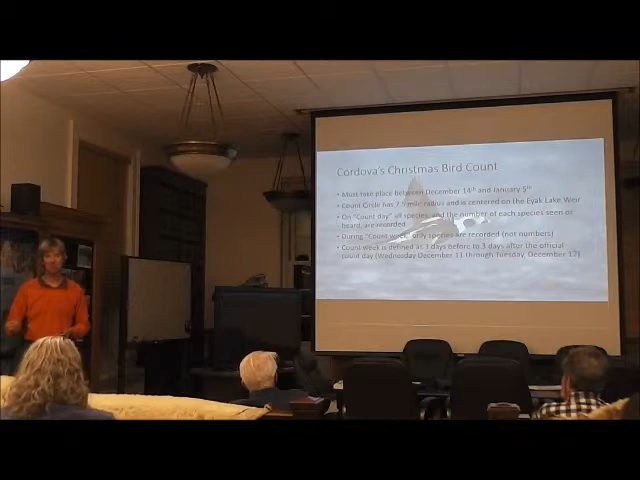 Cordova's Christmas Bird Count
• Must take place between December 14th and January 5th
• Count Circle has 7.5 mile radius and is centered on the Eyak Lake Weir
• On "Count day" all species and the number of each species seen or
heard, are recorded
• During "Count week" only species are recorded (not numbers)
• Count week is defined as 3 days before to 3 days after the official
count day (Wednesday December 11 through Tuesday, December 17)